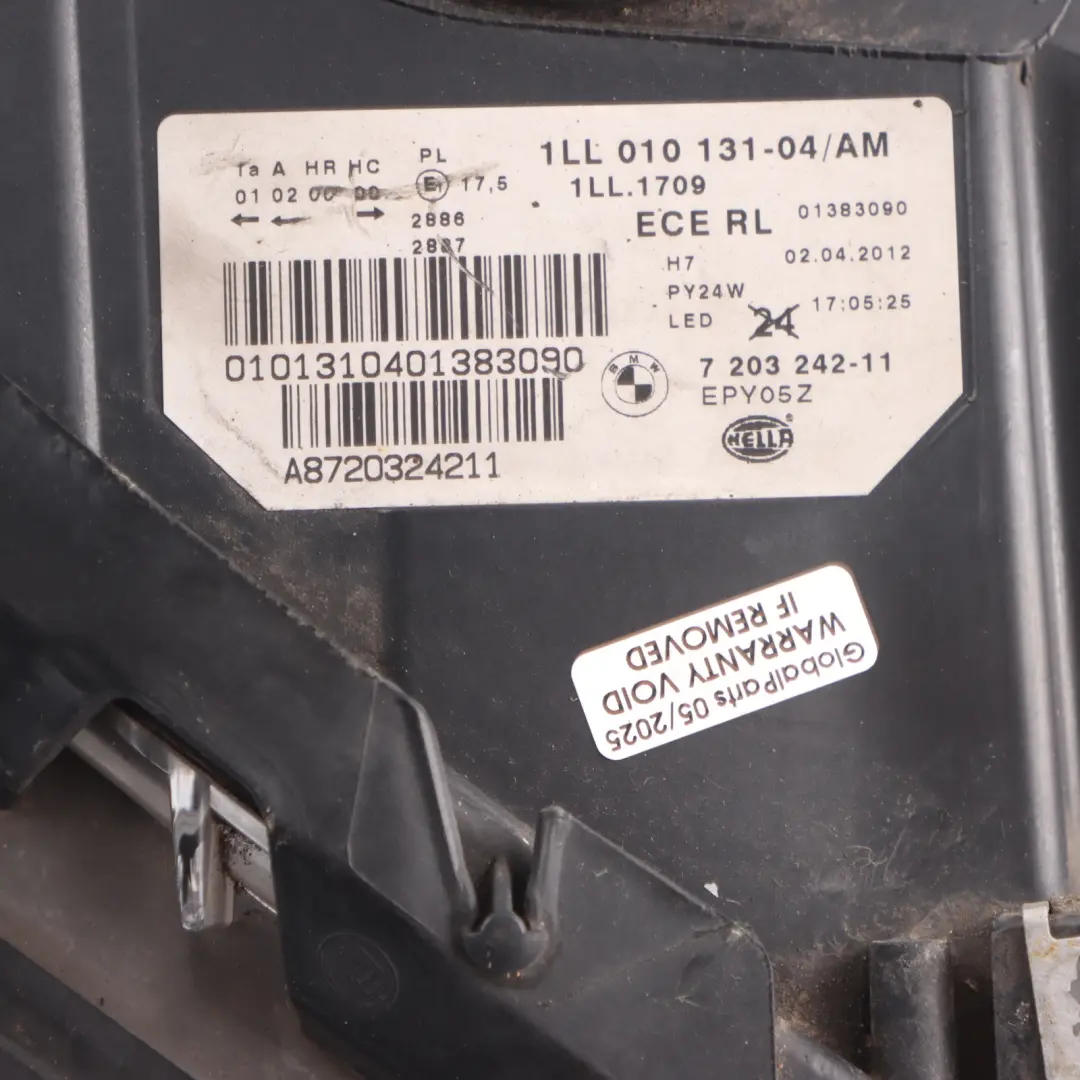 Ta A HR HC PL
01 02 00 00 E1 17,5
← ← →
2886
2887
1LL 010 131-04/AM
1LL.1709
ECE RL 01383090
H7 02.04.2012
PY24W
LED 24 17:05:25
0101310401383090
BMW 7 203 242-11
EPY05Z
HELLA ®
A8720324211
GlobalParts 05/2025
WARRANTY VOID
IF REMOVED